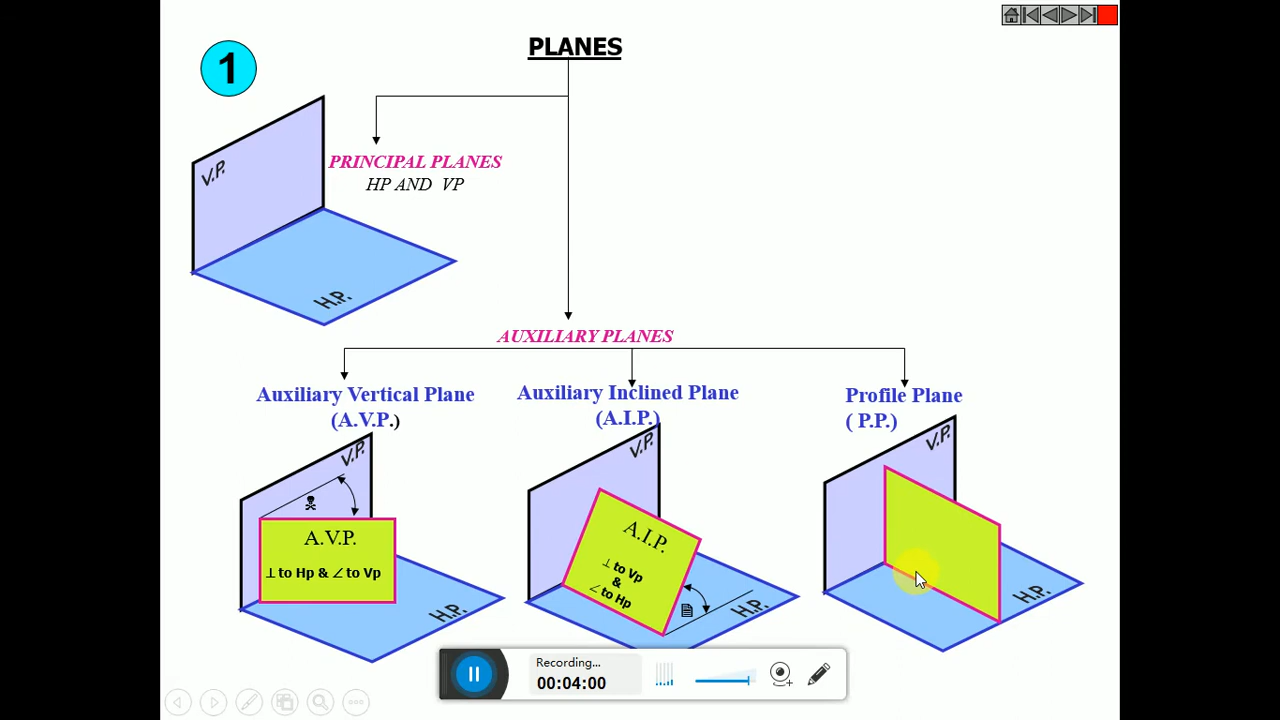 PLANES
1
V.P.
PRINCIPAL PLANES
HP AND VP
H.P.
AUXILIARY PLANES
Auxiliary Vertical Plane
(A.V.P.)
Auxiliary Inclined Plane
(A.I.P.)
Profile Plane
( P.P.)
V.P.
A.V.P.
⊥ to Hp & ∠ to Vp
H.P.
V.P.
A.I.P.
⊥ to Vp
&
∠ to Hp
H.P.
V.P.
H.P.
Recording...
00:04:00